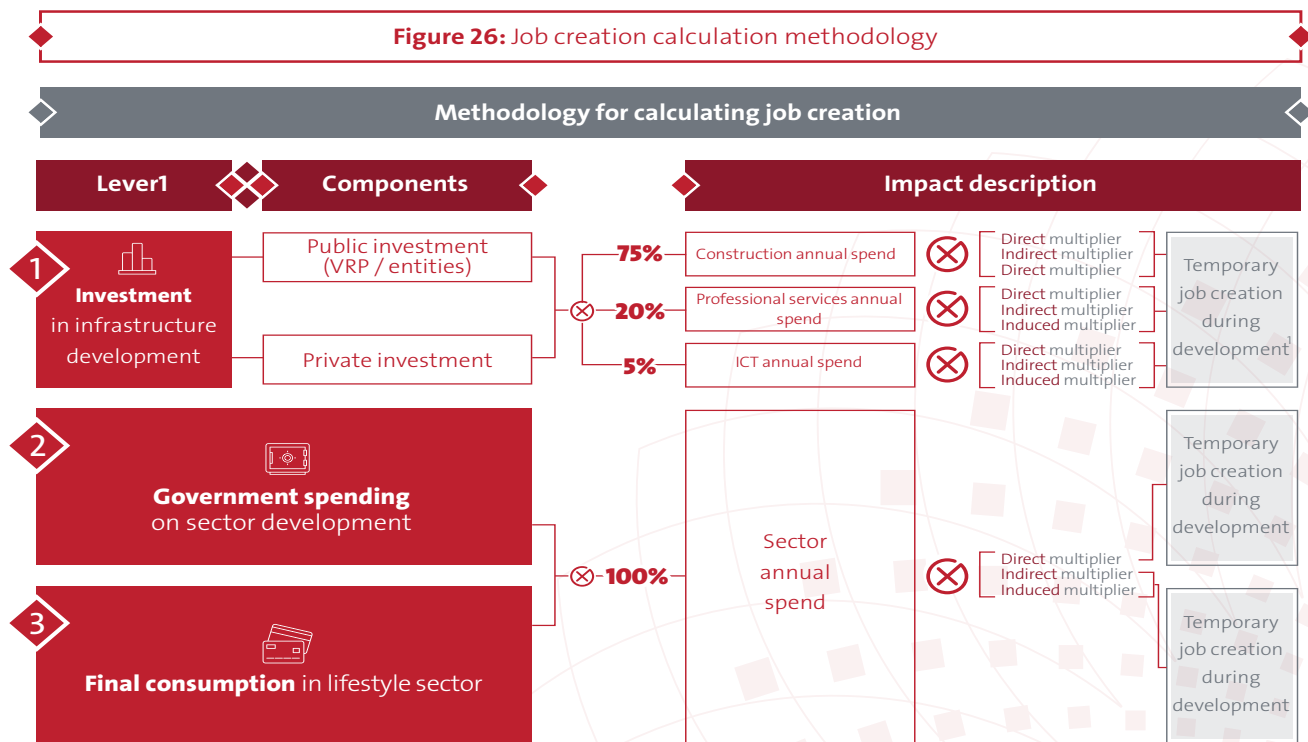 Figure 26: Job creation calculation methodology
Methodology for calculating job creation
Lever1
Components
Impact description
1
Investment
in infrastructure
development
Public investment
(VRP / entities)
Private investment
75%
Construction annual spend
Direct multiplier
Indirect multiplier
Direct multiplier
20%
Professional services annual
spend
Direct multiplier
Indirect multiplier
Induced multiplier
5%
ICT annual spend
Direct multiplier
Indirect multiplier
Induced multiplier
Temporary
job creation
during
development1
2
Government spending
on sector development
3
Final consumption in lifestyle sector
100%
Sector
annual
spend
Direct multiplier
Indirect multiplier
Induced multiplier
Temporary
job creation
during
development
Temporary
job creation
during
development